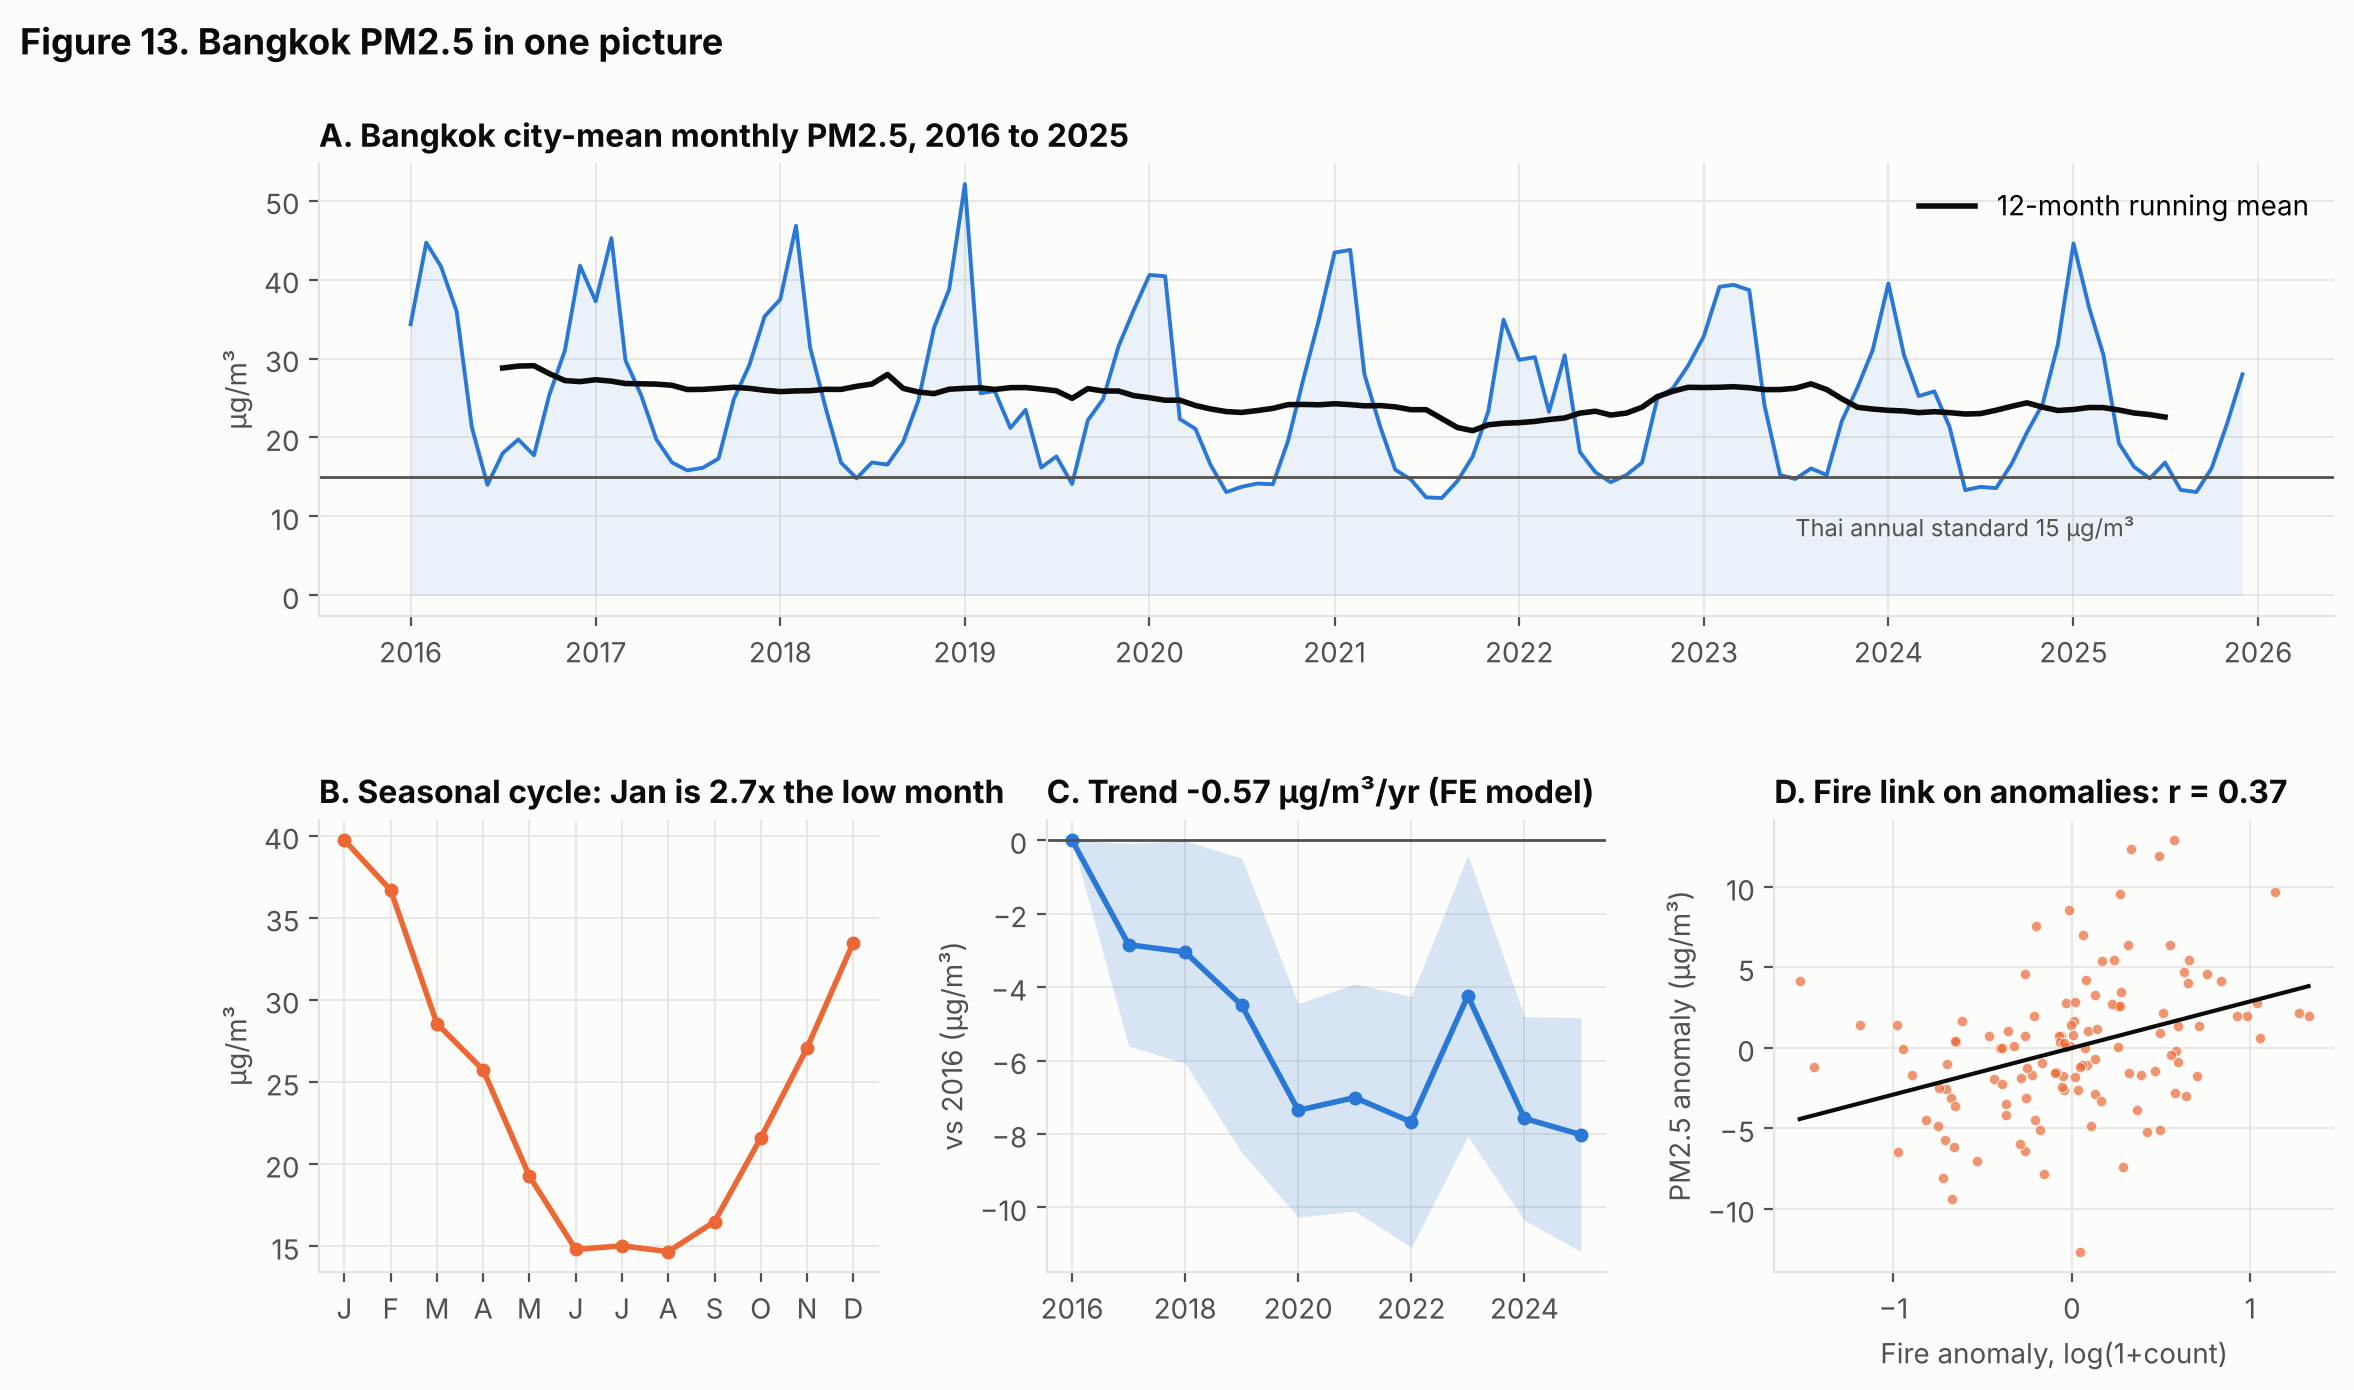 Figure 13. Bangkok PM2.5 in one picture
A. Bangkok city-mean monthly PM2.5, 2016 to 2025
12-month running mean
50
40
30
20
10
0
µg/m³
Thai annual standard 15 µg/m³
2016 2017 2018 2019 2020 2021 2022 2023 2024 2025 2026
B. Seasonal cycle: Jan is 2.7x the low month
40
35
30
25
20
15
µg/m³
J F M A M J J A S O N D
C. Trend -0.57 µg/m³/yr (FE model)
0
−2
−4
−6
−8
−10
vs 2016 (µg/m³)
2016 2018 2020 2022 2024
D. Fire link on anomalies: r = 0.37
10
5
0
−5
−10
PM2.5 anomaly (µg/m³)
−1 0 1
Fire anomaly, log(1+count)